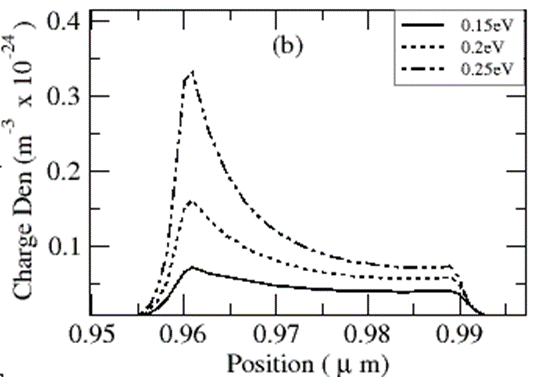 (b)
0.15eV
0.2eV
0.25eV
Charge Den (m⁻³ x 10⁻²⁴)
0.4
0.3
0.2
0.1
0.95 0.96 0.97 0.98 0.99
Position ( μ m)